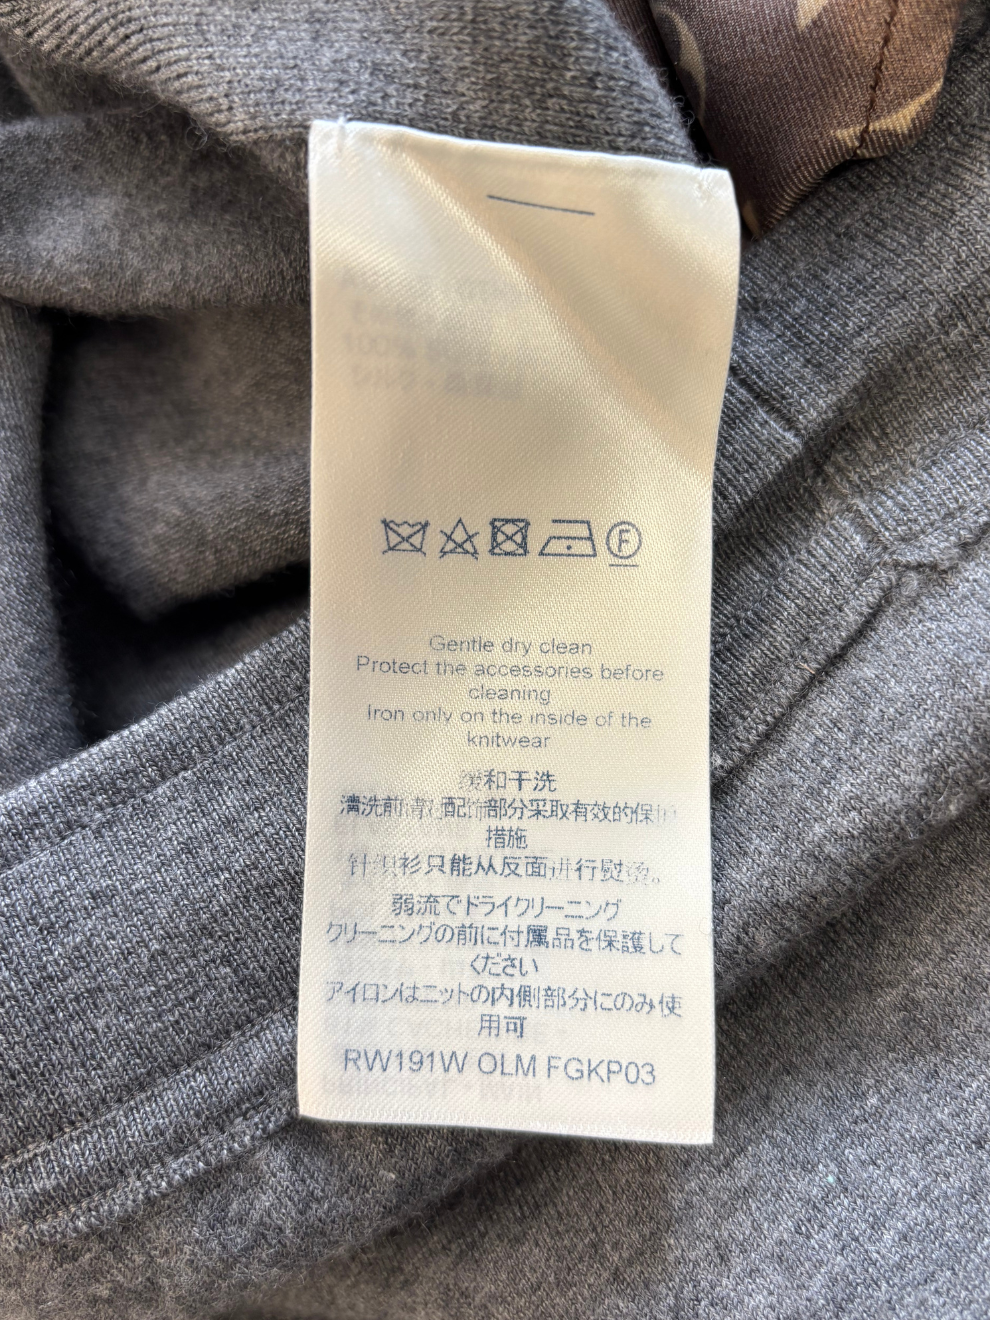 F
Gentle dry clean
Protect the accessories before
cleaning
Iron only on the inside of the
knitwear
缓和干洗
清洗前请对配饰部分采取有效的保护
措施
针织衫只能从反面进行熨烫。
弱流でドライクリーニング
クリーニングの前に付属品を保護して
ください
アイロンはニットの内側部分にのみ使
用可
RW191W OLM FGKP03